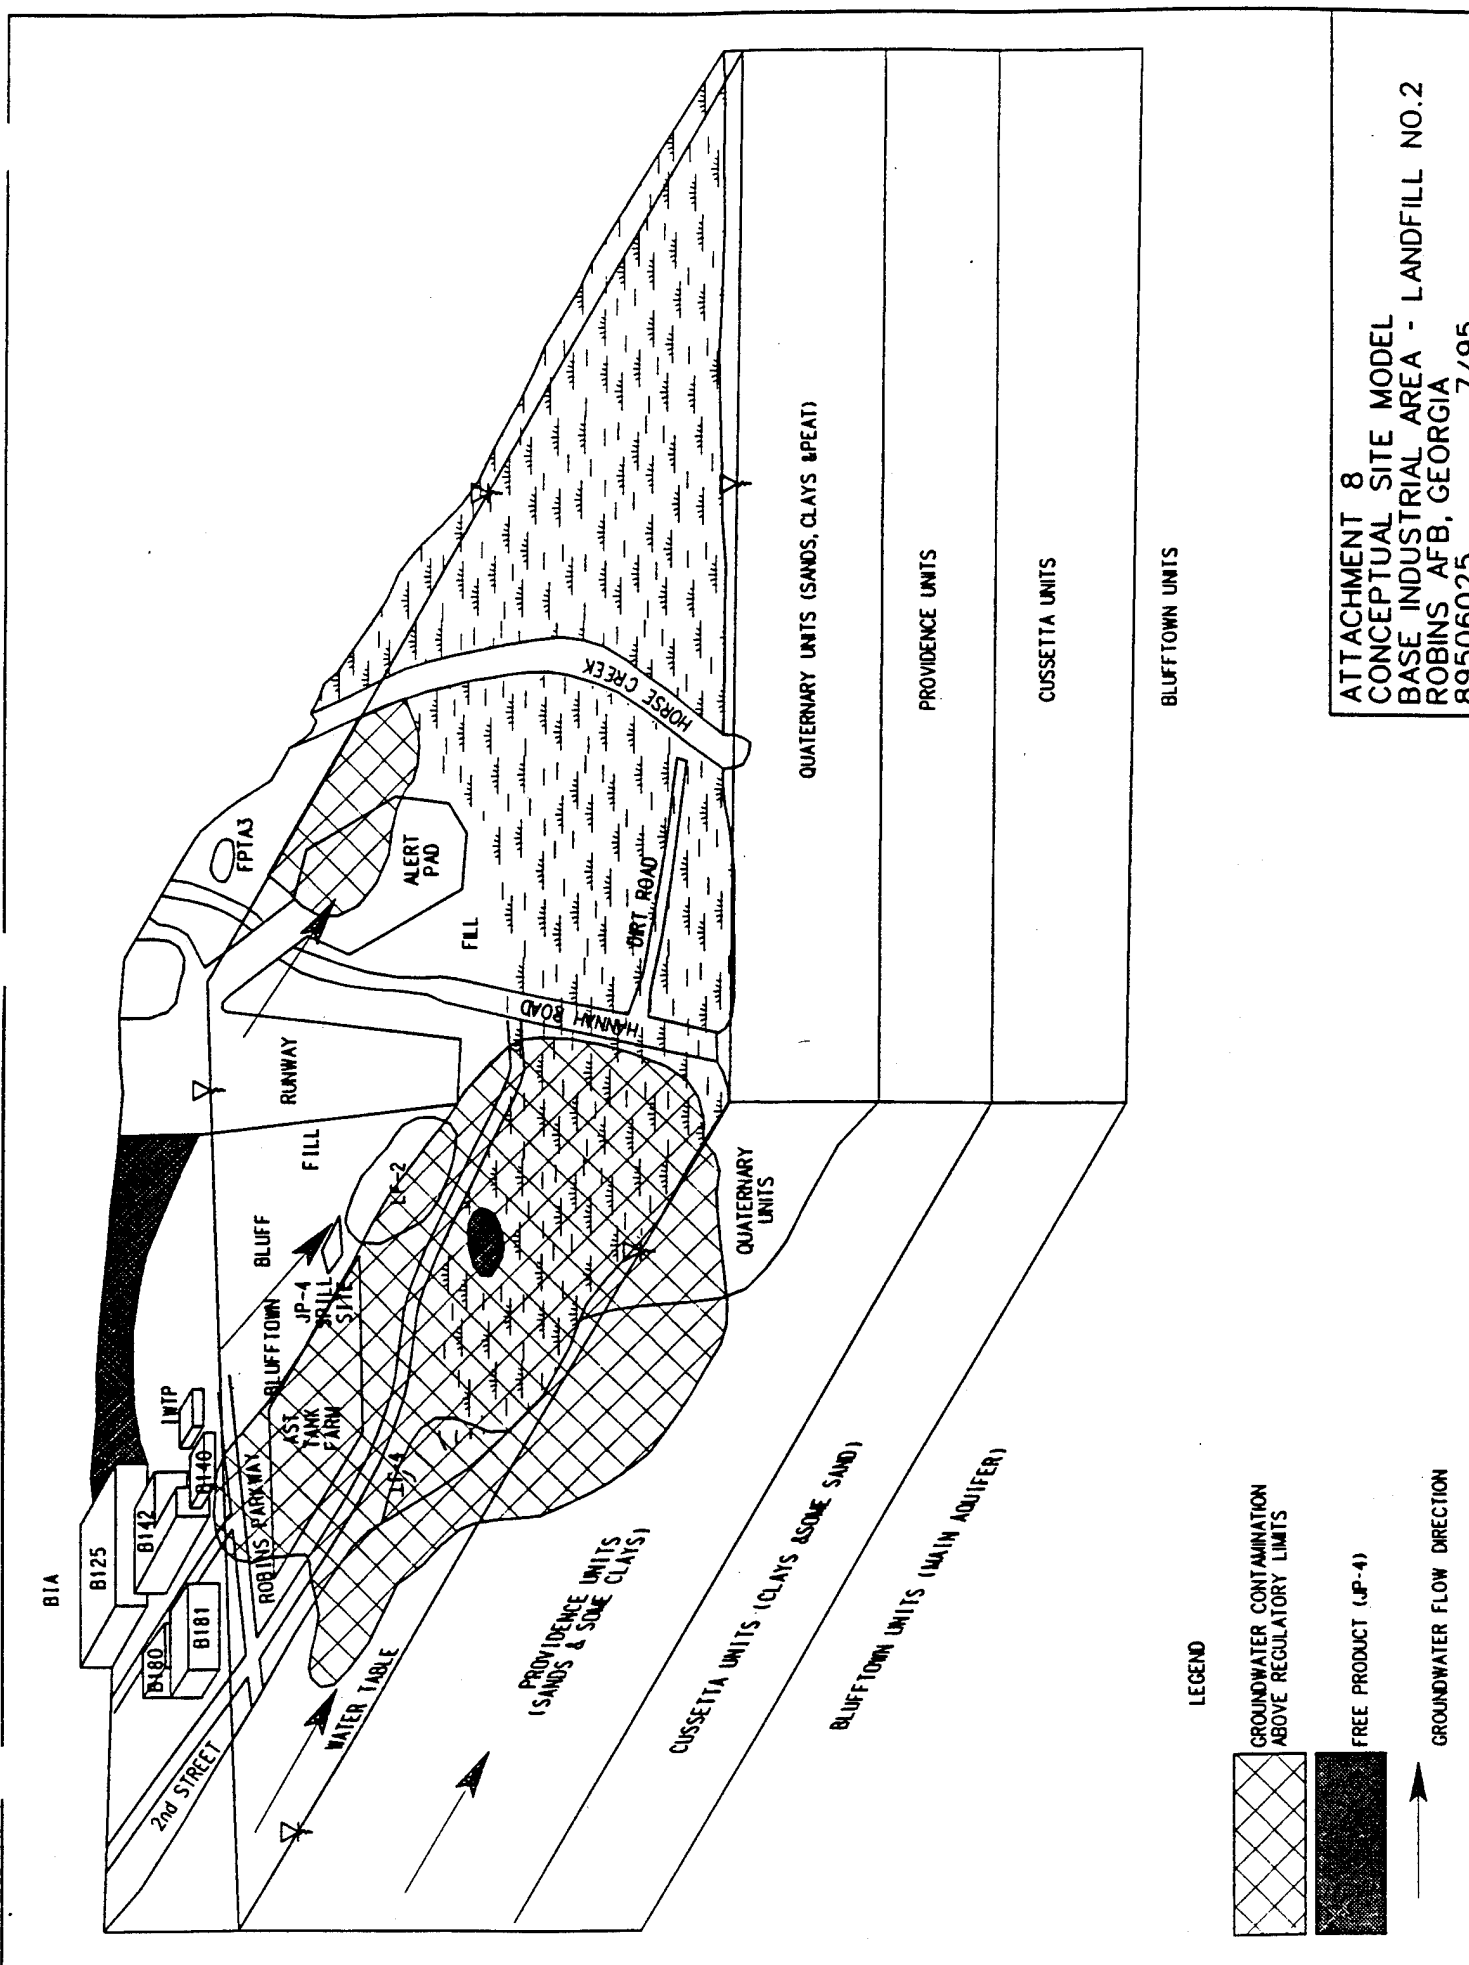 BIA
B125
B142
B140
IWTP
B180
B181
2nd STREET
ROBINS PARKWAY
AST
TANK
FARM
BLUFFTOWN
BLUFF
JP-4
SPILL
SITE
FILL
LF-2
LF-4
RUNWAY
FPTA3
ALERT
PAD
FILL
HANNAH ROAD
DIRT ROAD
HORSE CREEK
WATER TABLE
PROVIDENCE UNITS
(SANDS & SOME CLAYS)
CUSSETTA UNITS (CLAYS &SOME SAND)
BLUFFTOWN UNITS (MAIN AQUIFER)
QUATERNARY
UNITS
QUATERNARY UNITS (SANDS, CLAYS &PEAT)
PROVIDENCE UNITS
CUSSETTA UNITS
BLUFFTOWN UNITS
LEGEND
GROUNDWATER CONTAMINATION
ABOVE REGULATORY LIMITS
FREE PRODUCT (JP-4)
GROUNDWATER FLOW DIRECTION
ATTACHMENT 8
CONCEPTUAL SITE MODEL
BASE INDUSTRIAL AREA - LANDFILL NO.2
ROBINS AFB, GEORGIA
89506025 7/95